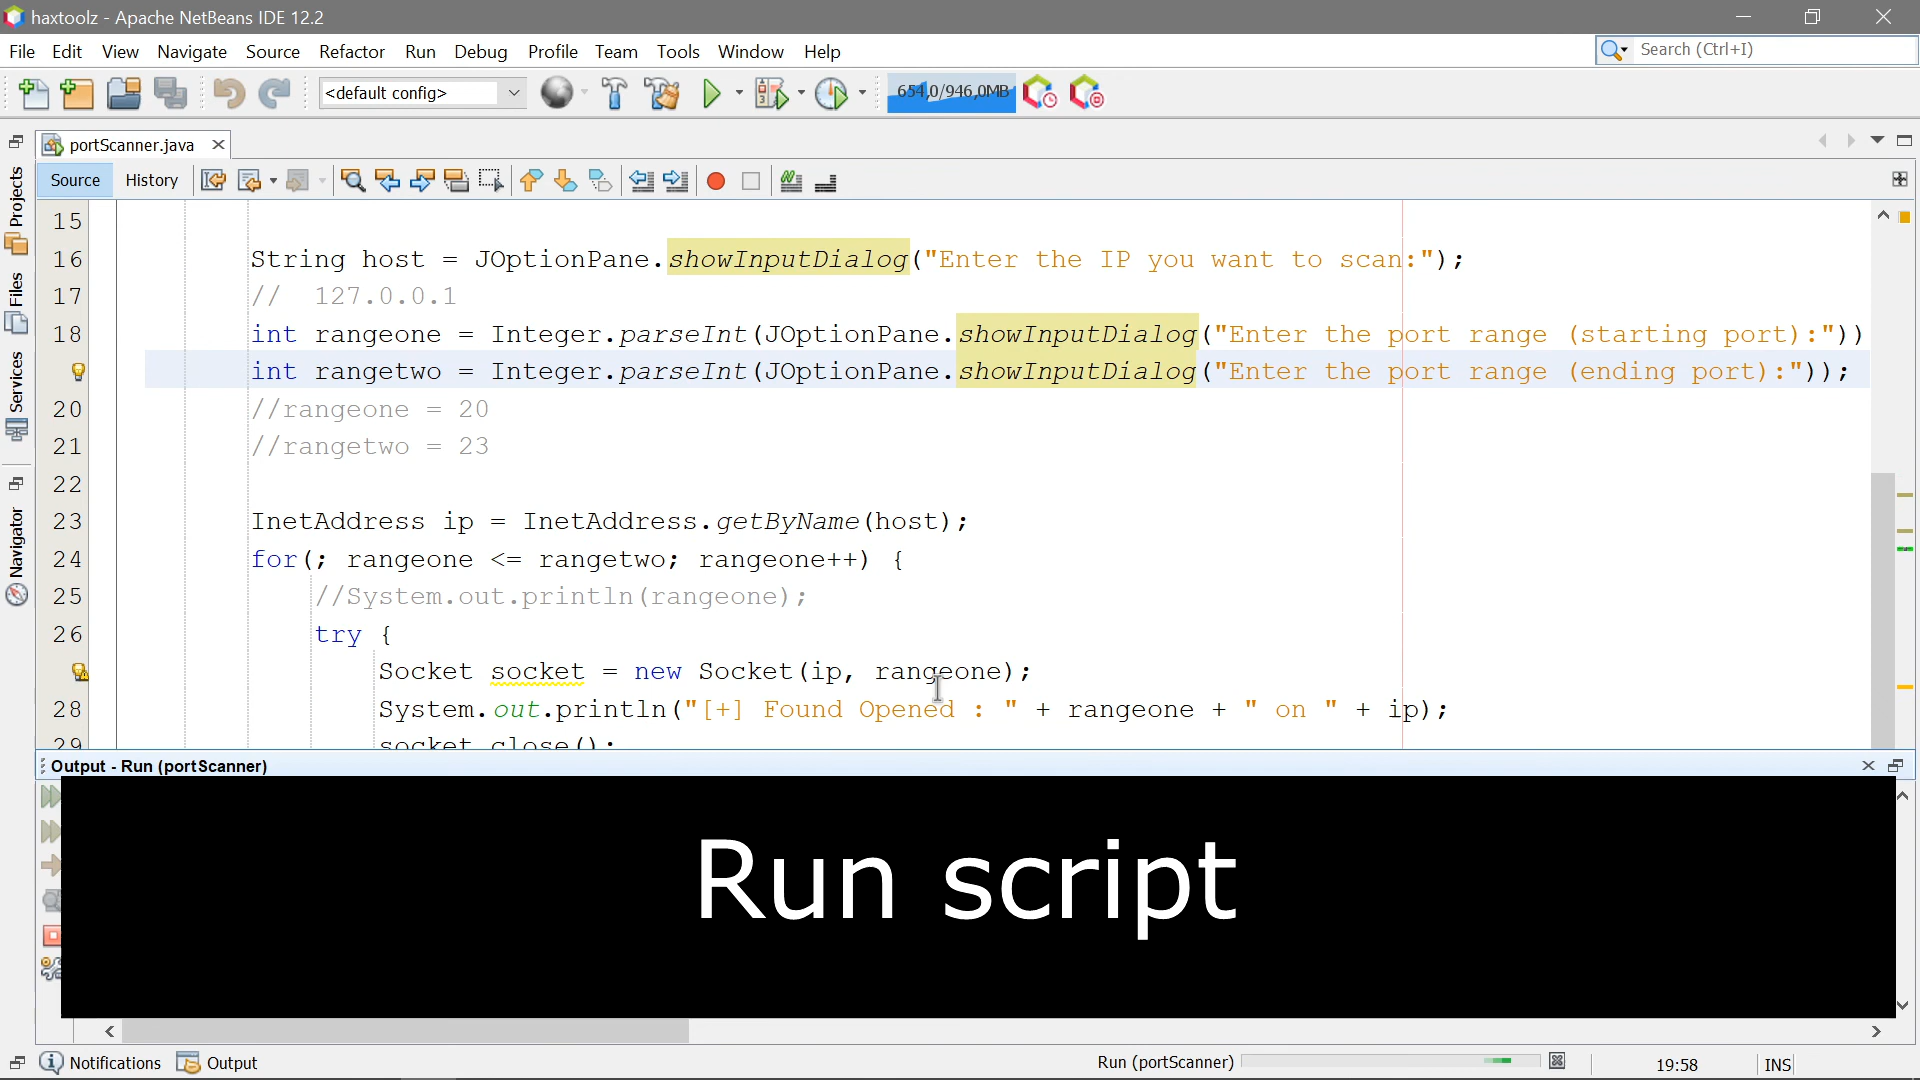 haxtoolz - Apache NetBeans IDE 12.2
File Edit View Navigate Source Refactor Run Debug Profile Team Tools Window Help
Search (Ctrl+I)
<default config>
654,0/946,0MB
portScanner.java
Source History
Projects
Files
Services
Navigator
15
16 String host = JOptionPane.showInputDialog("Enter the IP you want to scan:");
17 // 127.0.0.1
18 int rangeone = Integer.parseInt(JOptionPane.showInputDialog("Enter the port range (starting port):"))
int rangetwo = Integer.parseInt(JOptionPane.showInputDialog("Enter the port range (ending port):"));
20 //rangeone = 20
21 //rangetwo = 23
22
23 InetAddress ip = InetAddress.getByName(host);
24 for(; rangeone <= rangetwo; rangeone++) {
25 //System.out.println(rangeone);
26 try {
Socket socket = new Socket(ip, rangeone);
28 System.out.println("[+] Found Opened : " + rangeone + " on " + ip);
29 socket.close();
Output - Run (portScanner)
Run script
Notifications Output
Run (portScanner)
19:58
INS